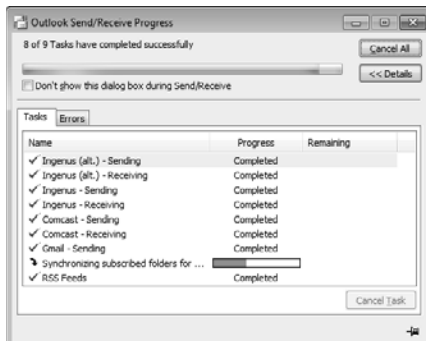 Outlook Send/Receive Progress
8 of 9 Tasks have completed successfully
Cancel All
<< Details
Don't show this dialog box during Send/Receive
Tasks Errors
Name Progress Remaining
Ingenus (alt.) - Sending Completed
Ingenus (alt.) - Receiving Completed
Ingenus - Sending Completed
Ingenus - Receiving Completed
Comcast - Sending Completed
Comcast - Receiving Completed
Gmail - Sending Completed
Synchronizing subscribed folders for ...
RSS Feeds Completed
Cancel Task